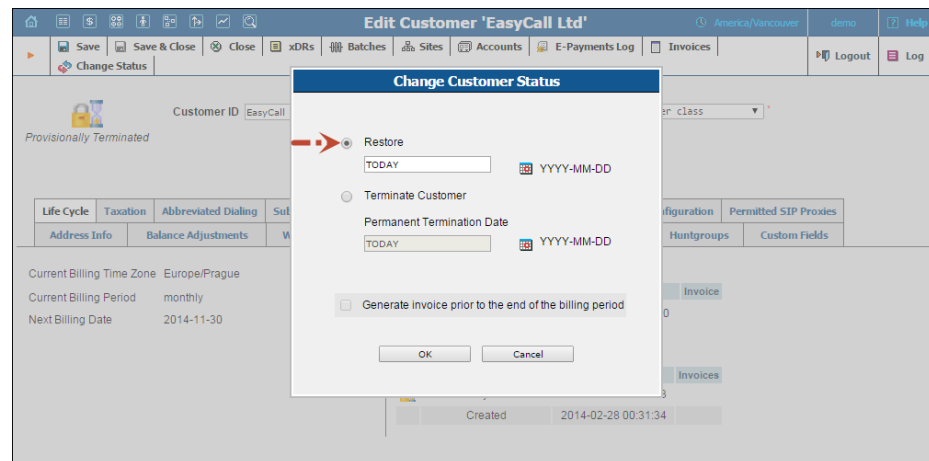 Edit Customer 'EasyCall Ltd'
America/Vancouver
demo
? Help
Save
Save & Close
Close
xDRs
Batches
Sites
Accounts
E-Payments Log
Invoices
Logout
Log
Change Status
Change Customer Status
Customer ID
EasyCall
class
*
Provisionally Terminated
Restore
TODAY
YYYY-MM-DD
Terminate Customer
Permanent Termination Date
TODAY
YYYY-MM-DD
Generate invoice prior to the end of the billing period
OK
Cancel
Life Cycle
Taxation
Abbreviated Dialing
Permitted SIP Proxies
Address Info
Balance Adjustments
Huntgroups
Custom Fields
Current Billing Time Zone Europe/Prague
Current Billing Period monthly
Next Billing Date 2014-11-30
Invoice
0
Invoices
Created 2014-02-28 00:31:34